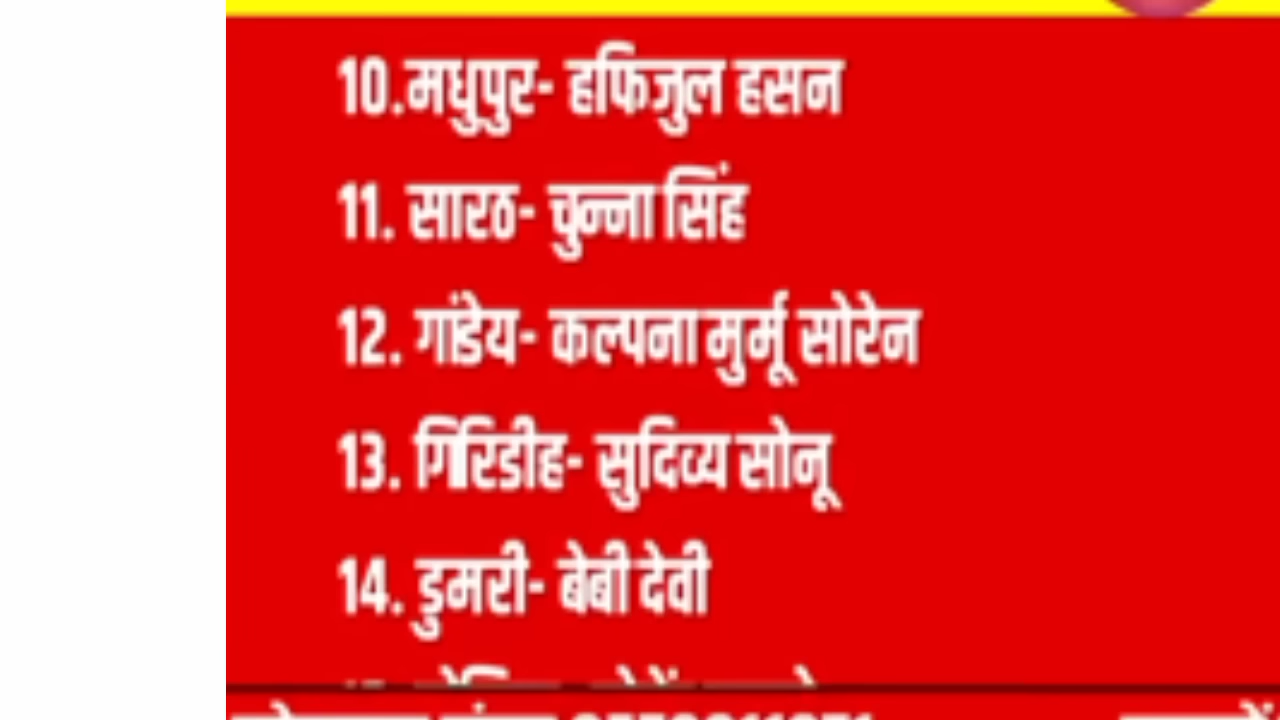 10.मधुपुर- हफिजुल हसन
11. सारठ- चुन्ना सिंह
12. गांडेय- कल्पना मुर्मू सोरेन
13. गिरिडीह- सुदिव्य सोनू
14. डुमरी- बेबी देवी